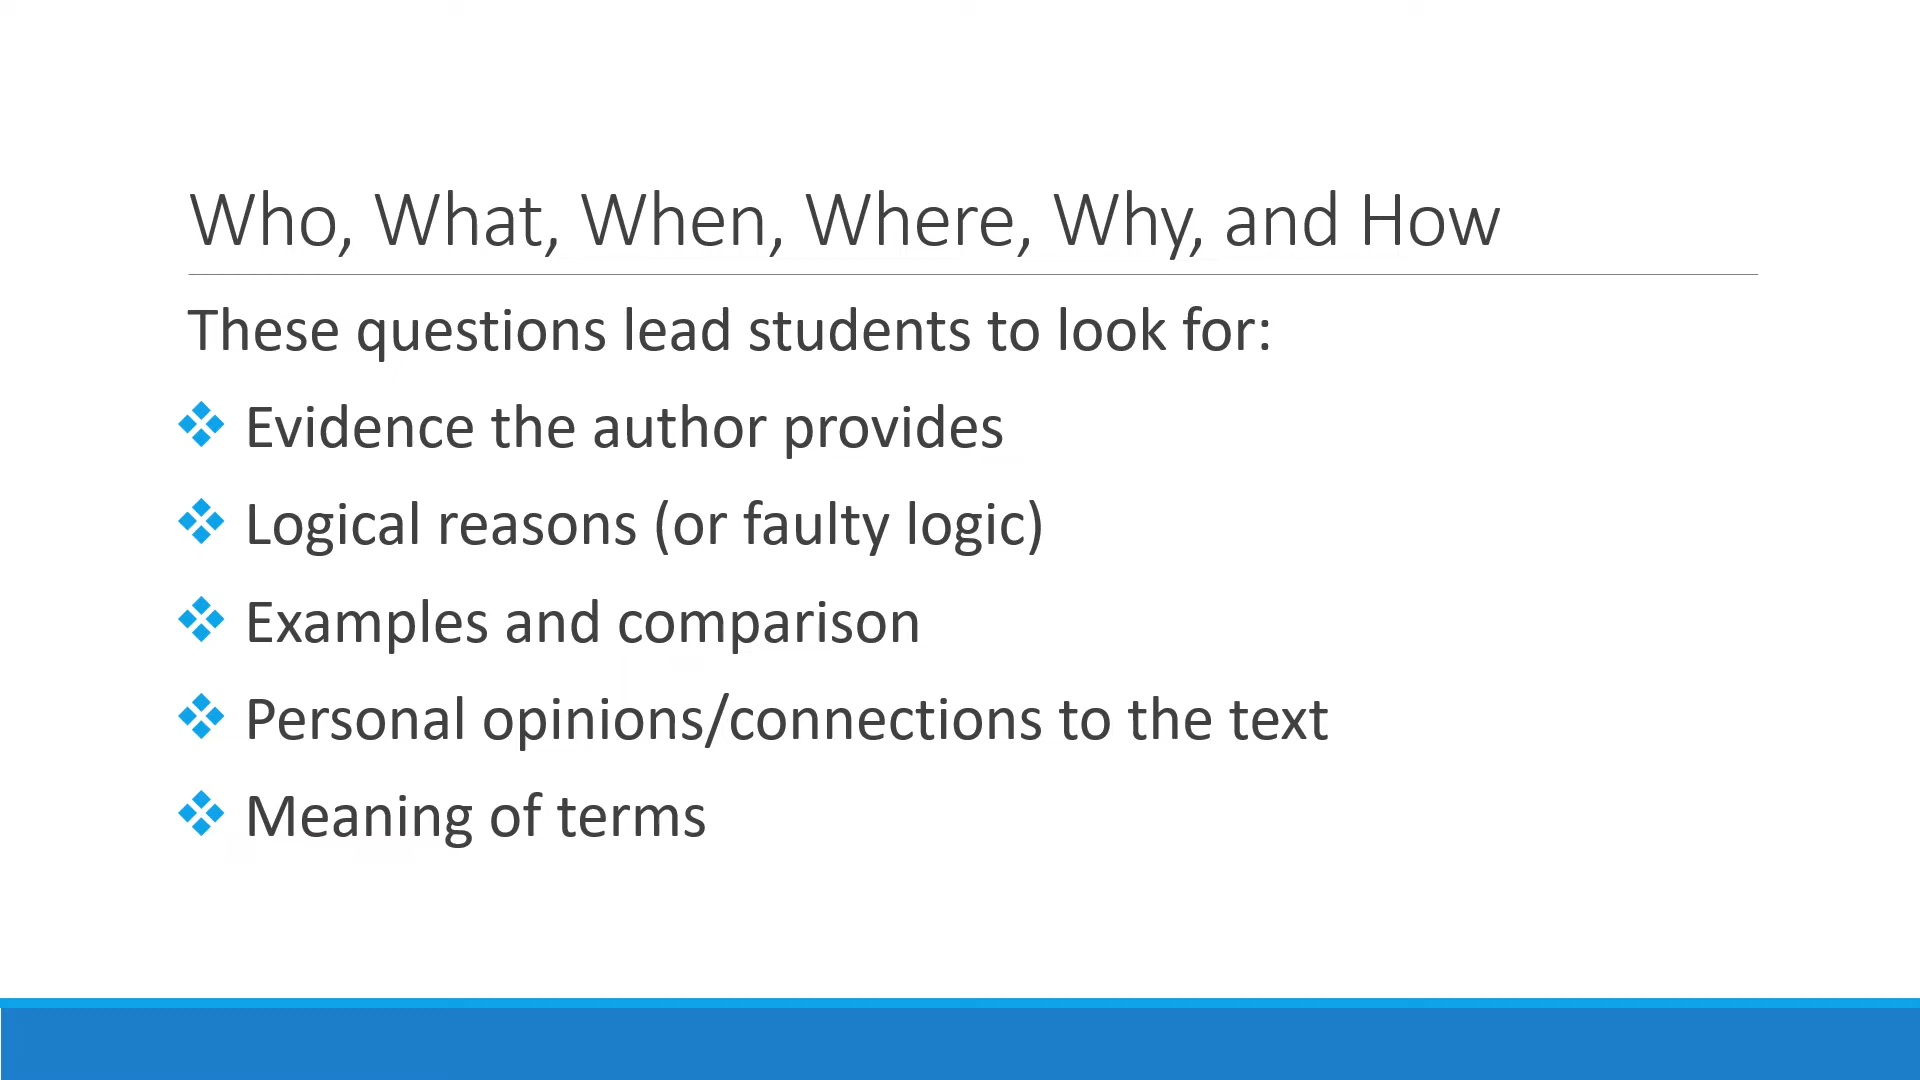 Who, What, When, Where, Why, and How
These questions lead students to look for:
Evidence the author provides
Logical reasons (or faulty logic)
Examples and comparison
Personal opinions/connections to the text
Meaning of terms